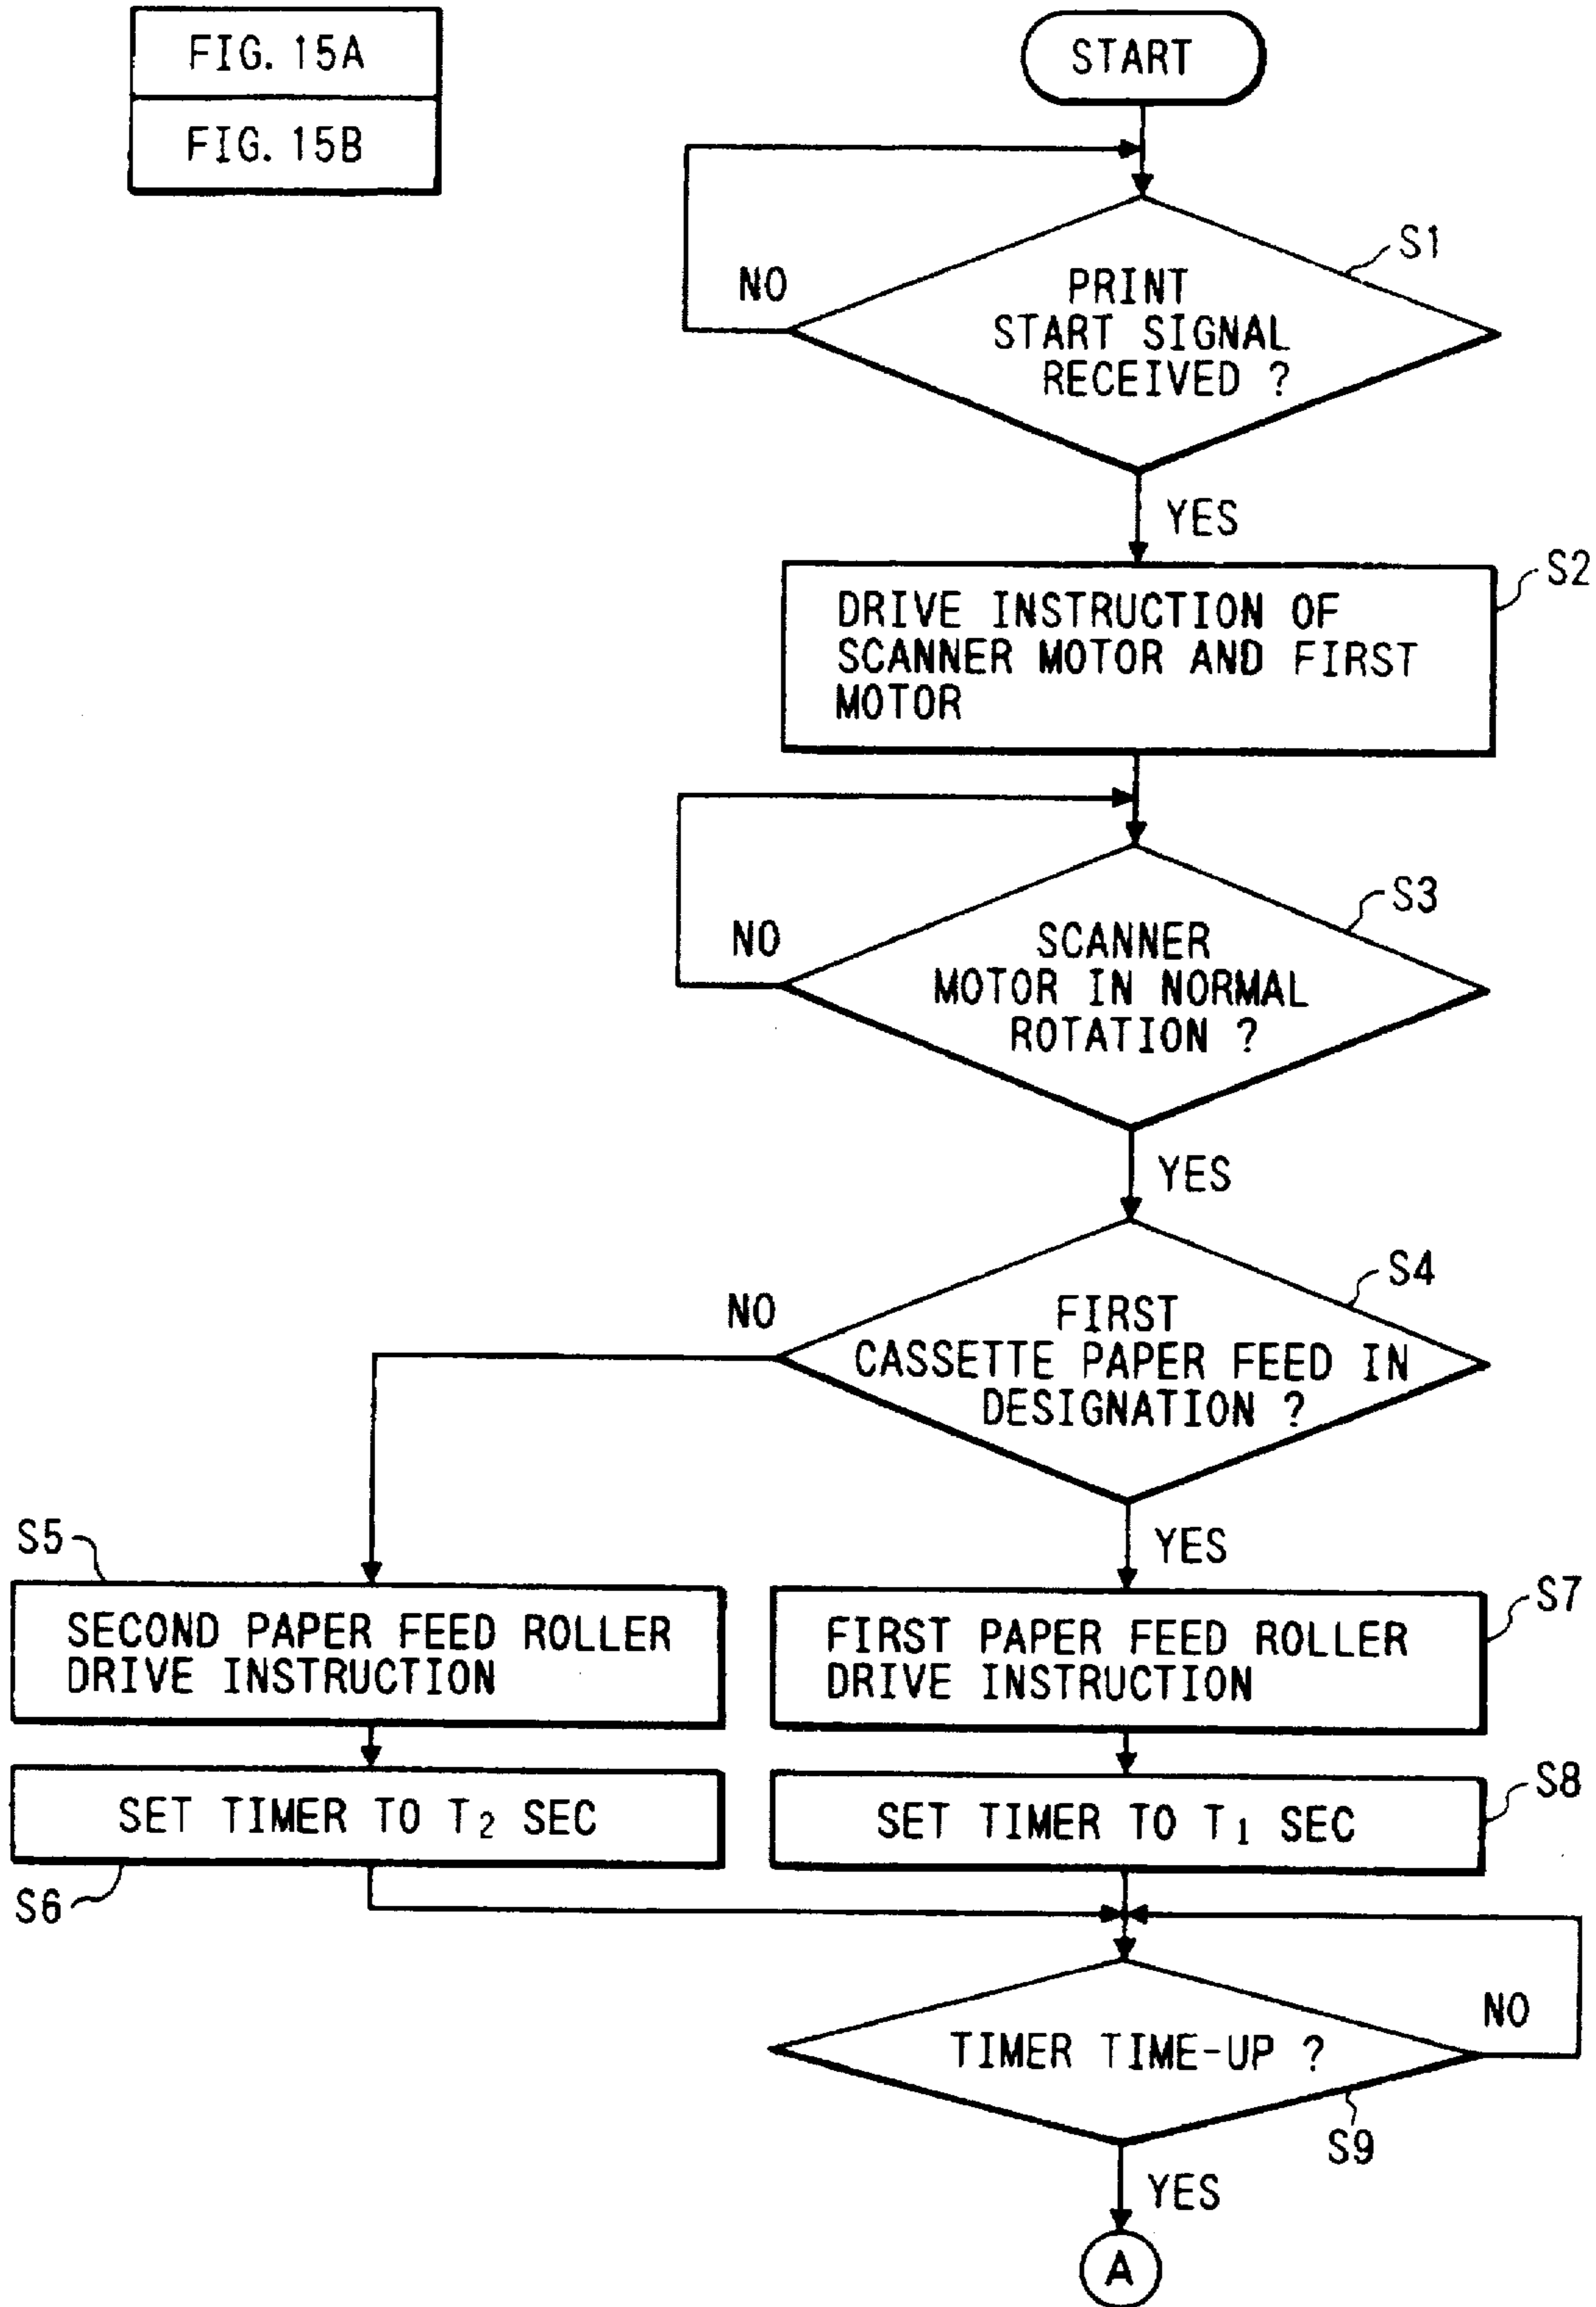 FIG. 15A
FIG. 15B
START
S1
NO
PRINT
START SIGNAL
RECEIVED ?
YES
S2
DRIVE INSTRUCTION OF
SCANNER MOTOR AND FIRST
MOTOR
S3
NO
SCANNER
MOTOR IN NORMAL
ROTATION ?
YES
S4
NO
FIRST
CASSETTE PAPER FEED IN
DESIGNATION ?
YES
S5
SECOND PAPER FEED ROLLER
DRIVE INSTRUCTION
S7
FIRST PAPER FEED ROLLER
DRIVE INSTRUCTION
SET TIMER TO T₂ SEC
S6
S8
SET TIMER TO T₁ SEC
NO
TIMER TIME-UP ?
S9
YES
A